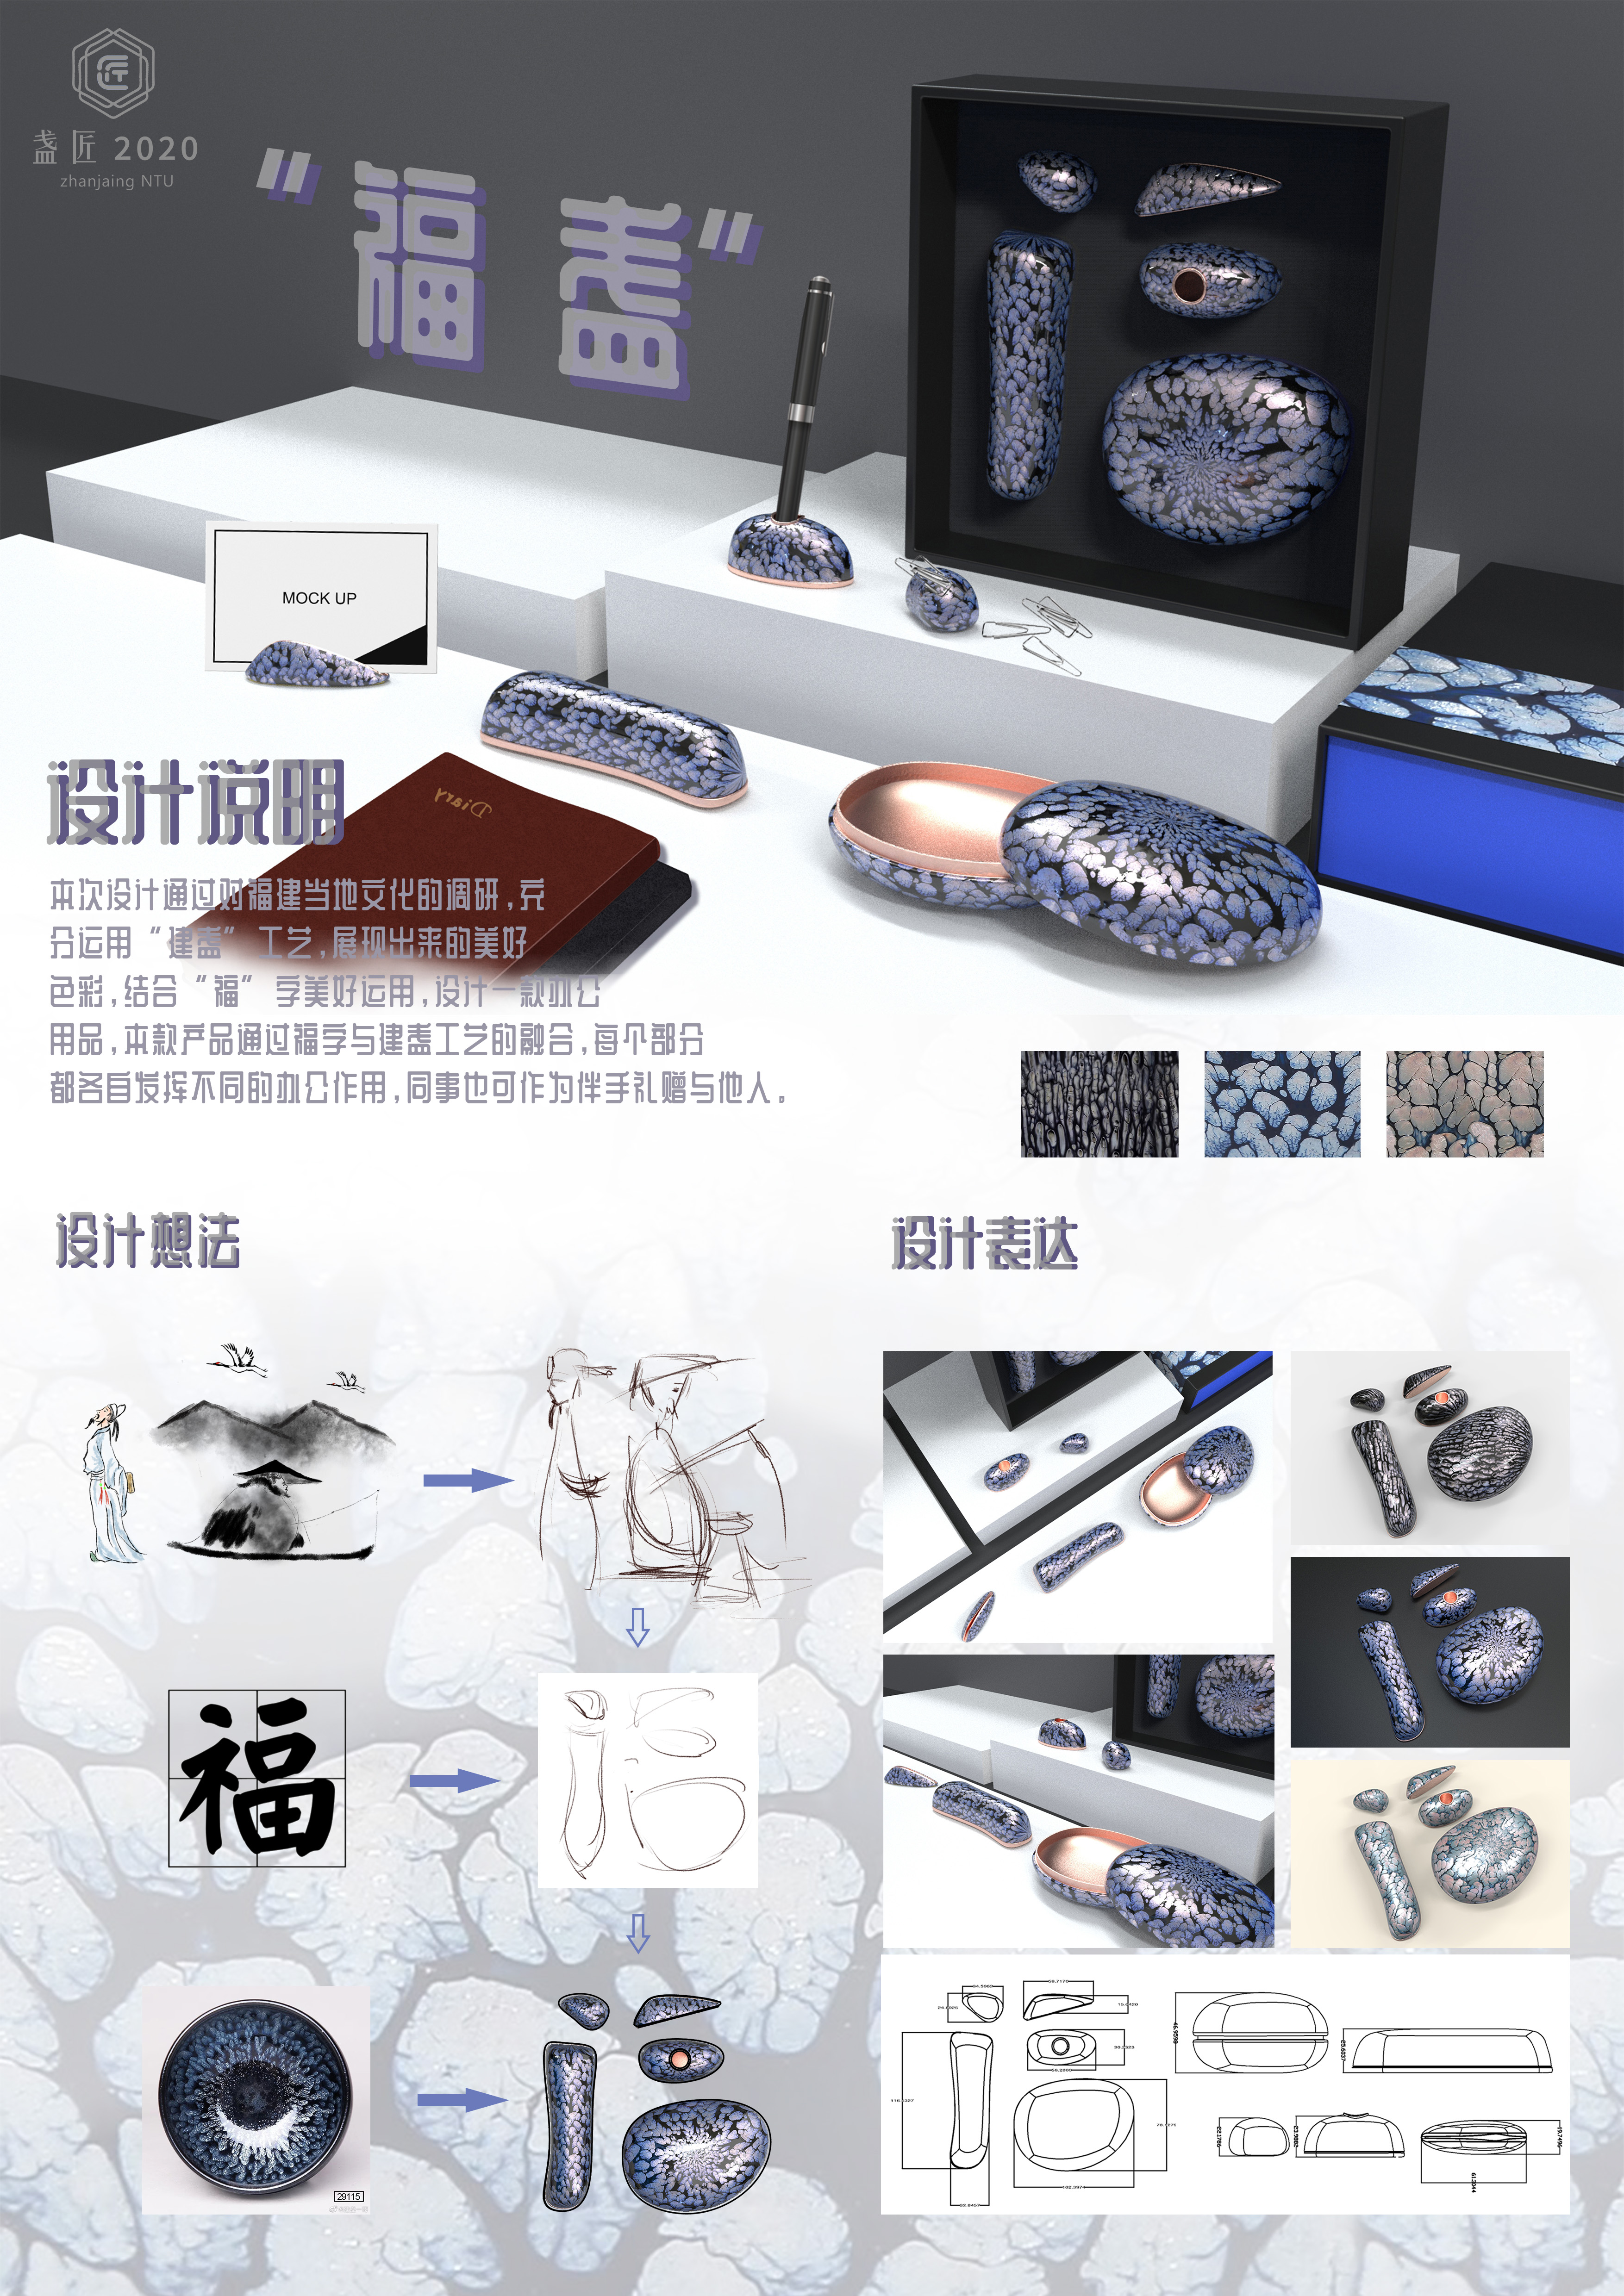 盏匠 2020
zhanjaing NTU
“福盏”
MOCK UP
Diary
设计说明
本次设计通过对福建当地文化的调研,充
分运用“建盏”工艺,展现出来的美好
色彩,结合“福”字美好运用,设计一款办公
用品,本款产品通过福字与建盏工艺的融合,每个部分
都各自发挥不同的办公作用,同事也可作为伴手礼赠与他人。
设计想法
设计表达
福
29115